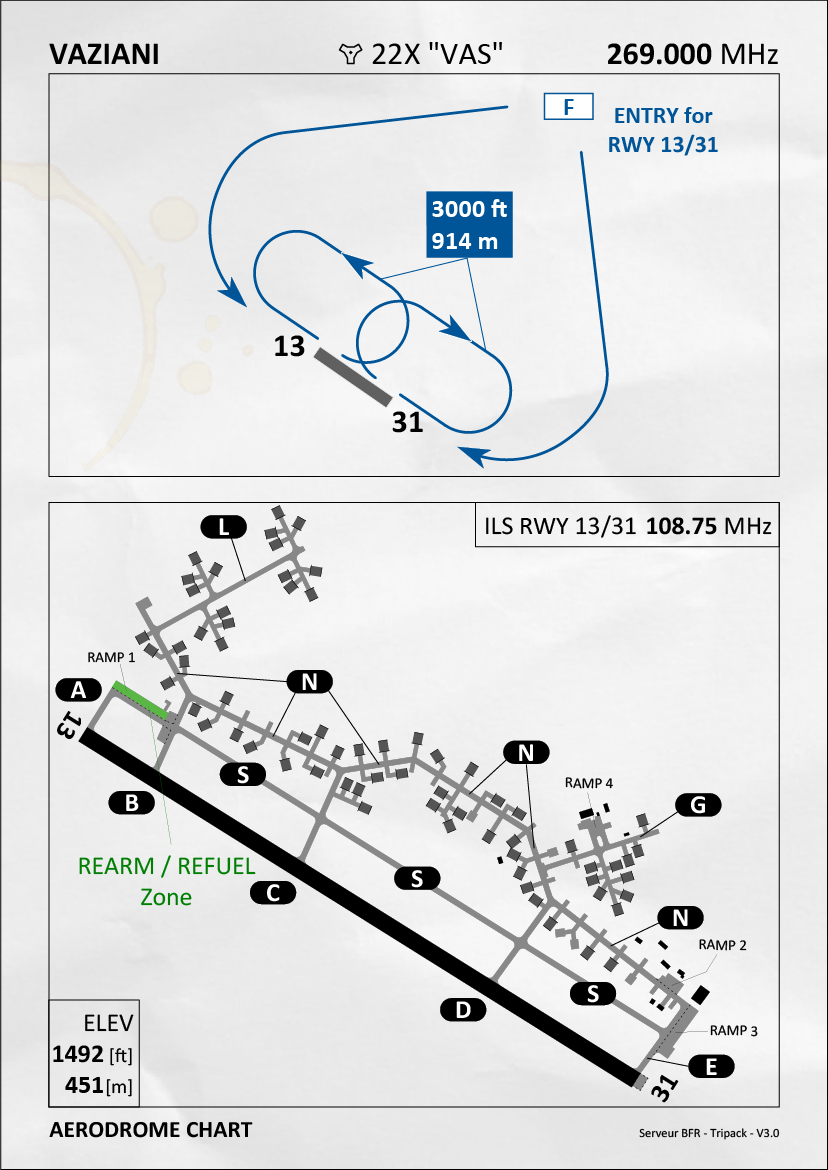 VAZIANI
22X "VAS"
269.000 MHz
F
ENTRY for
RWY 13/31
3000 ft
914 m
13
31
ILS RWY 13/31 108.75 MHz
L
RAMP 1
A
N
13
S
B
N
RAMP 4
G
REARM / REFUEL
Zone
C
S
N
RAMP 2
S
D
RAMP 3
E
31
ELEV
1492 [ft]
451[m]
AERODROME CHART
Serveur BFR - Tripack - V3.0